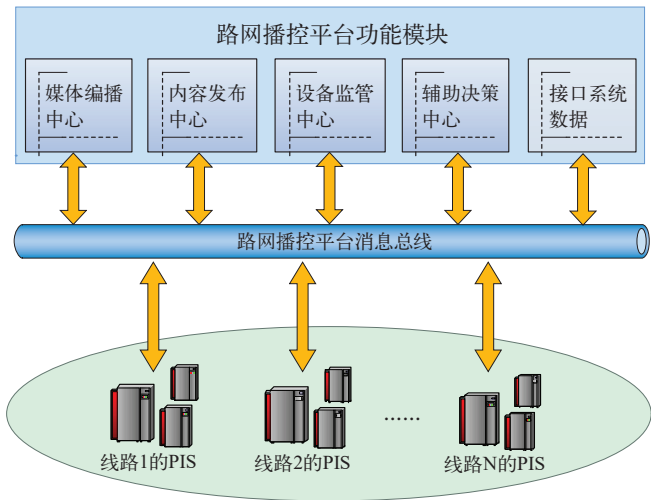 路网播控平台功能模块
媒体编播
中心
内容发布
中心
设备监管
中心
辅助决策
中心
接口系统
数据
路网播控平台消息总线
······
线路1的PIS
线路2的PIS
线路N的PIS